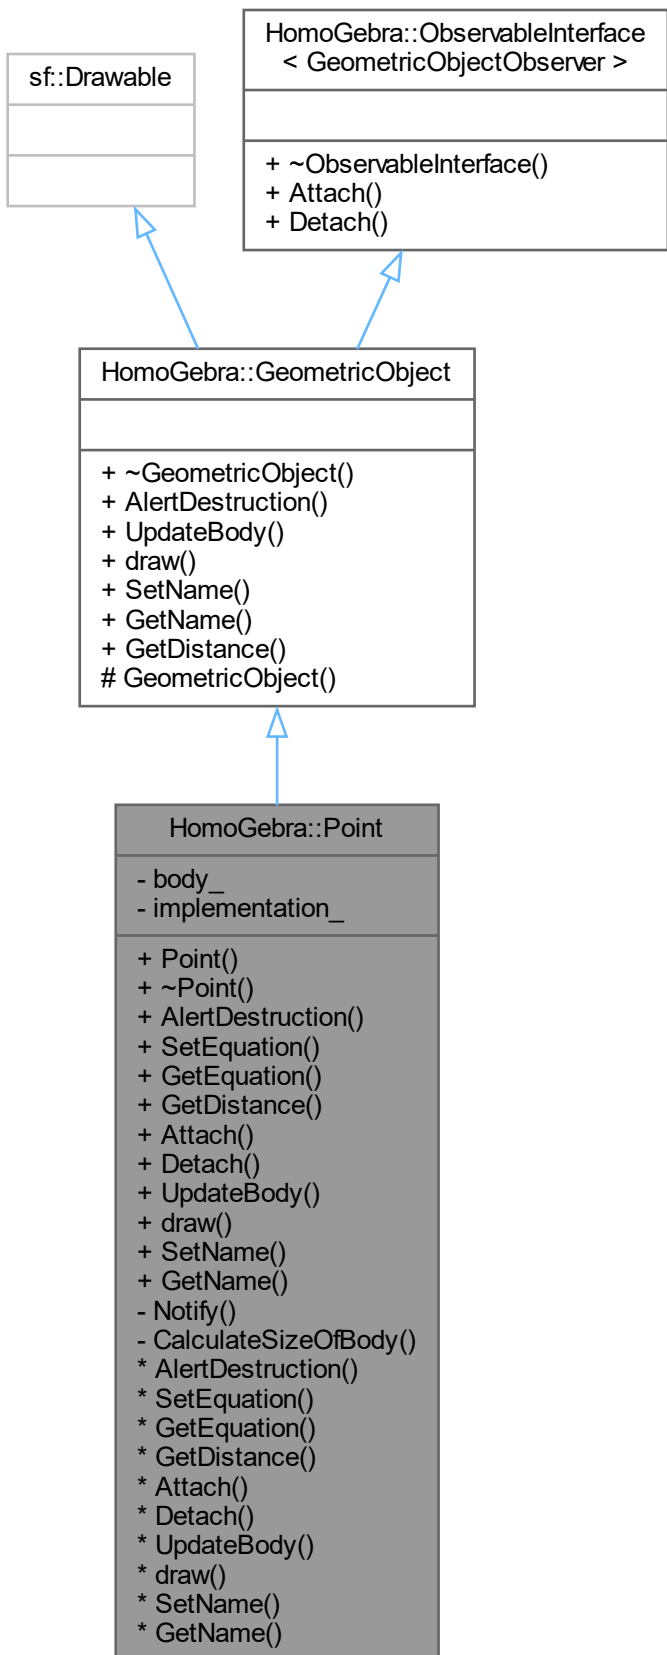 sf::Drawable
HomoGebra::ObservableInterface
< GeometricObjectObserver >
+ ~ObservableInterface()
+ Attach()
+ Detach()
HomoGebra::GeometricObject
+ ~GeometricObject()
+ AlertDestruction()
+ UpdateBody()
+ draw()
+ SetName()
+ GetName()
+ GetDistance()
# GeometricObject()
HomoGebra::Point
- body_
- implementation_
+ Point()
+ ~Point()
+ AlertDestruction()
+ SetEquation()
+ GetEquation()
+ GetDistance()
+ Attach()
+ Detach()
+ UpdateBody()
+ draw()
+ SetName()
+ GetName()
- Notify()
- CalculateSizeOfBody()
* AlertDestruction()
* SetEquation()
* GetEquation()
* GetDistance()
* Attach()
* Detach()
* UpdateBody()
* draw()
* SetName()
* GetName()